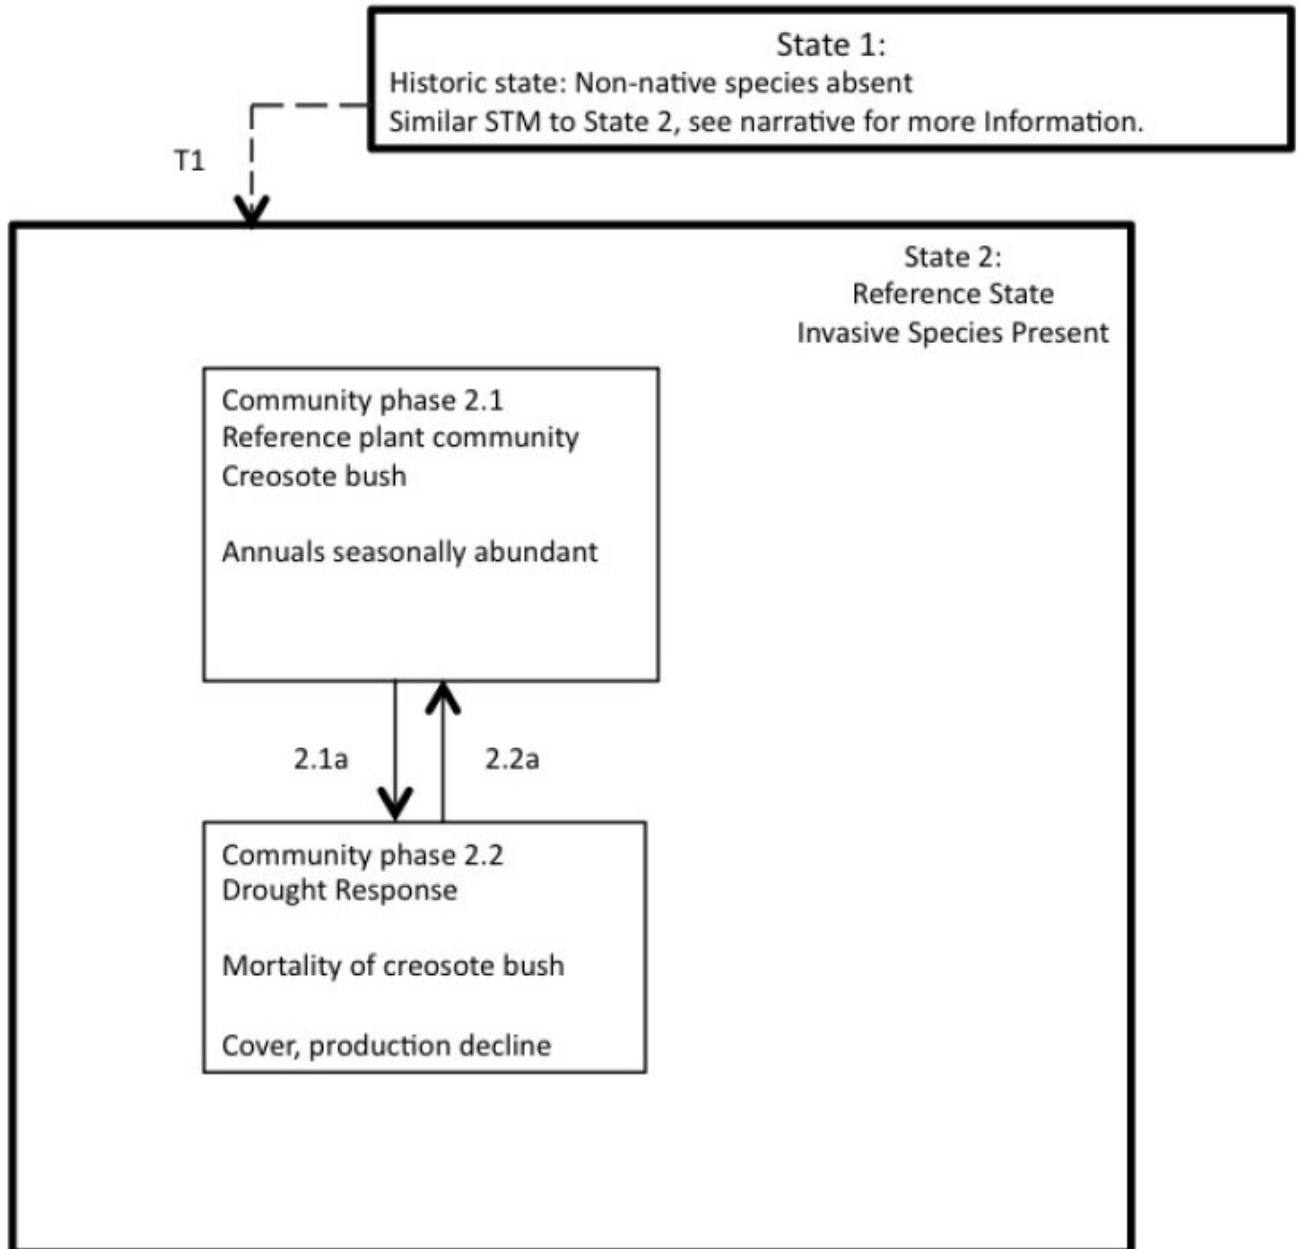 State 1:
Historic state: Non-native species absent
Similar STM to State 2, see narrative for more Information.
T1
State 2:
Reference State
Invasive Species Present
Community phase 2.1
Reference plant community
Creosote bush
Annuals seasonally abundant
2.1a
2.2a
Community phase 2.2
Drought Response
Mortality of creosote bush
Cover, production decline